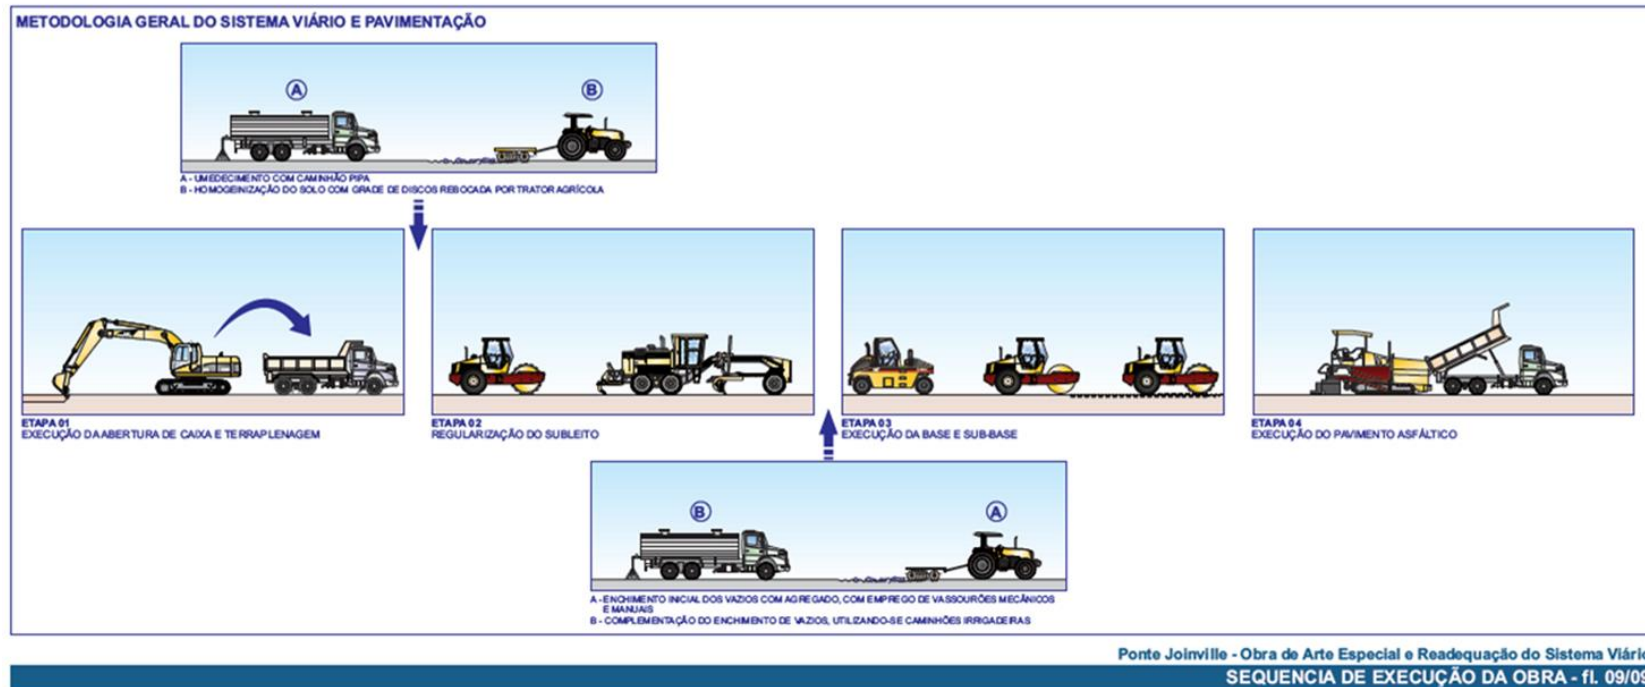 METODOLOGIA GERAL DO SISTEMA VIÁRIO E PAVIMENTAÇÃO
A
B
A - UMEDECIMENTO COM CAMINHÃO PIPA
B - HOMOGEINIZAÇÃO DO SOLO COM GRADE DE DISCOS REBOCADA POR TRATOR AGRÍCOLA
ETAPA 01
EXECUÇÃO DA ABERTURA DE CAIXA E TERRAPLENAGEM
ETAPA 02
REGULARIZAÇÃO DO SUBLEITO
ETAPA 03
EXECUÇÃO DA BASE E SUB-BASE
ETAPA 04
EXECUÇÃO DO PAVIMENTO ASFÁLTICO
B
A
A - ENCHIMENTO INICIAL DOS VAZIOS COM AGREGADO, COM EMPREGO DE VASSOURÕES MECÂNICOS
E MANUAIS
B - COMPLEMENTAÇÃO DO ENCHIMENTO DE VAZIOS, UTILIZANDO-SE CAMINHÕES IRRIGADEIRAS
Ponte Joinville - Obra de Arte Especial e Readequação do Sistema Viário
SEQUENCIA DE EXECUÇÃO DA OBRA - fl. 09/09